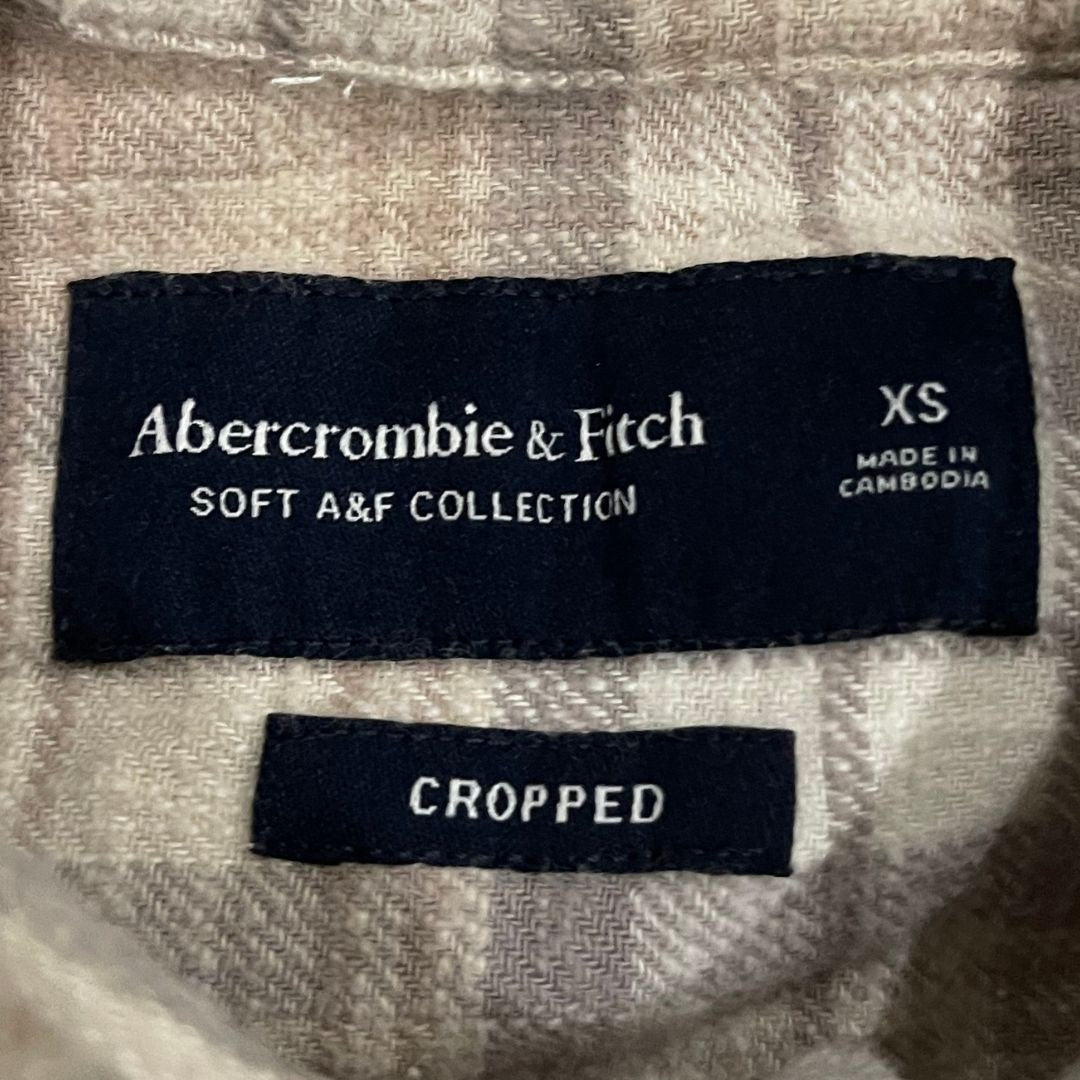 Abercrombie & Fitch
SOFT A&F COLLECTION
XS
MADE IN
CAMBODIA
CROPPED